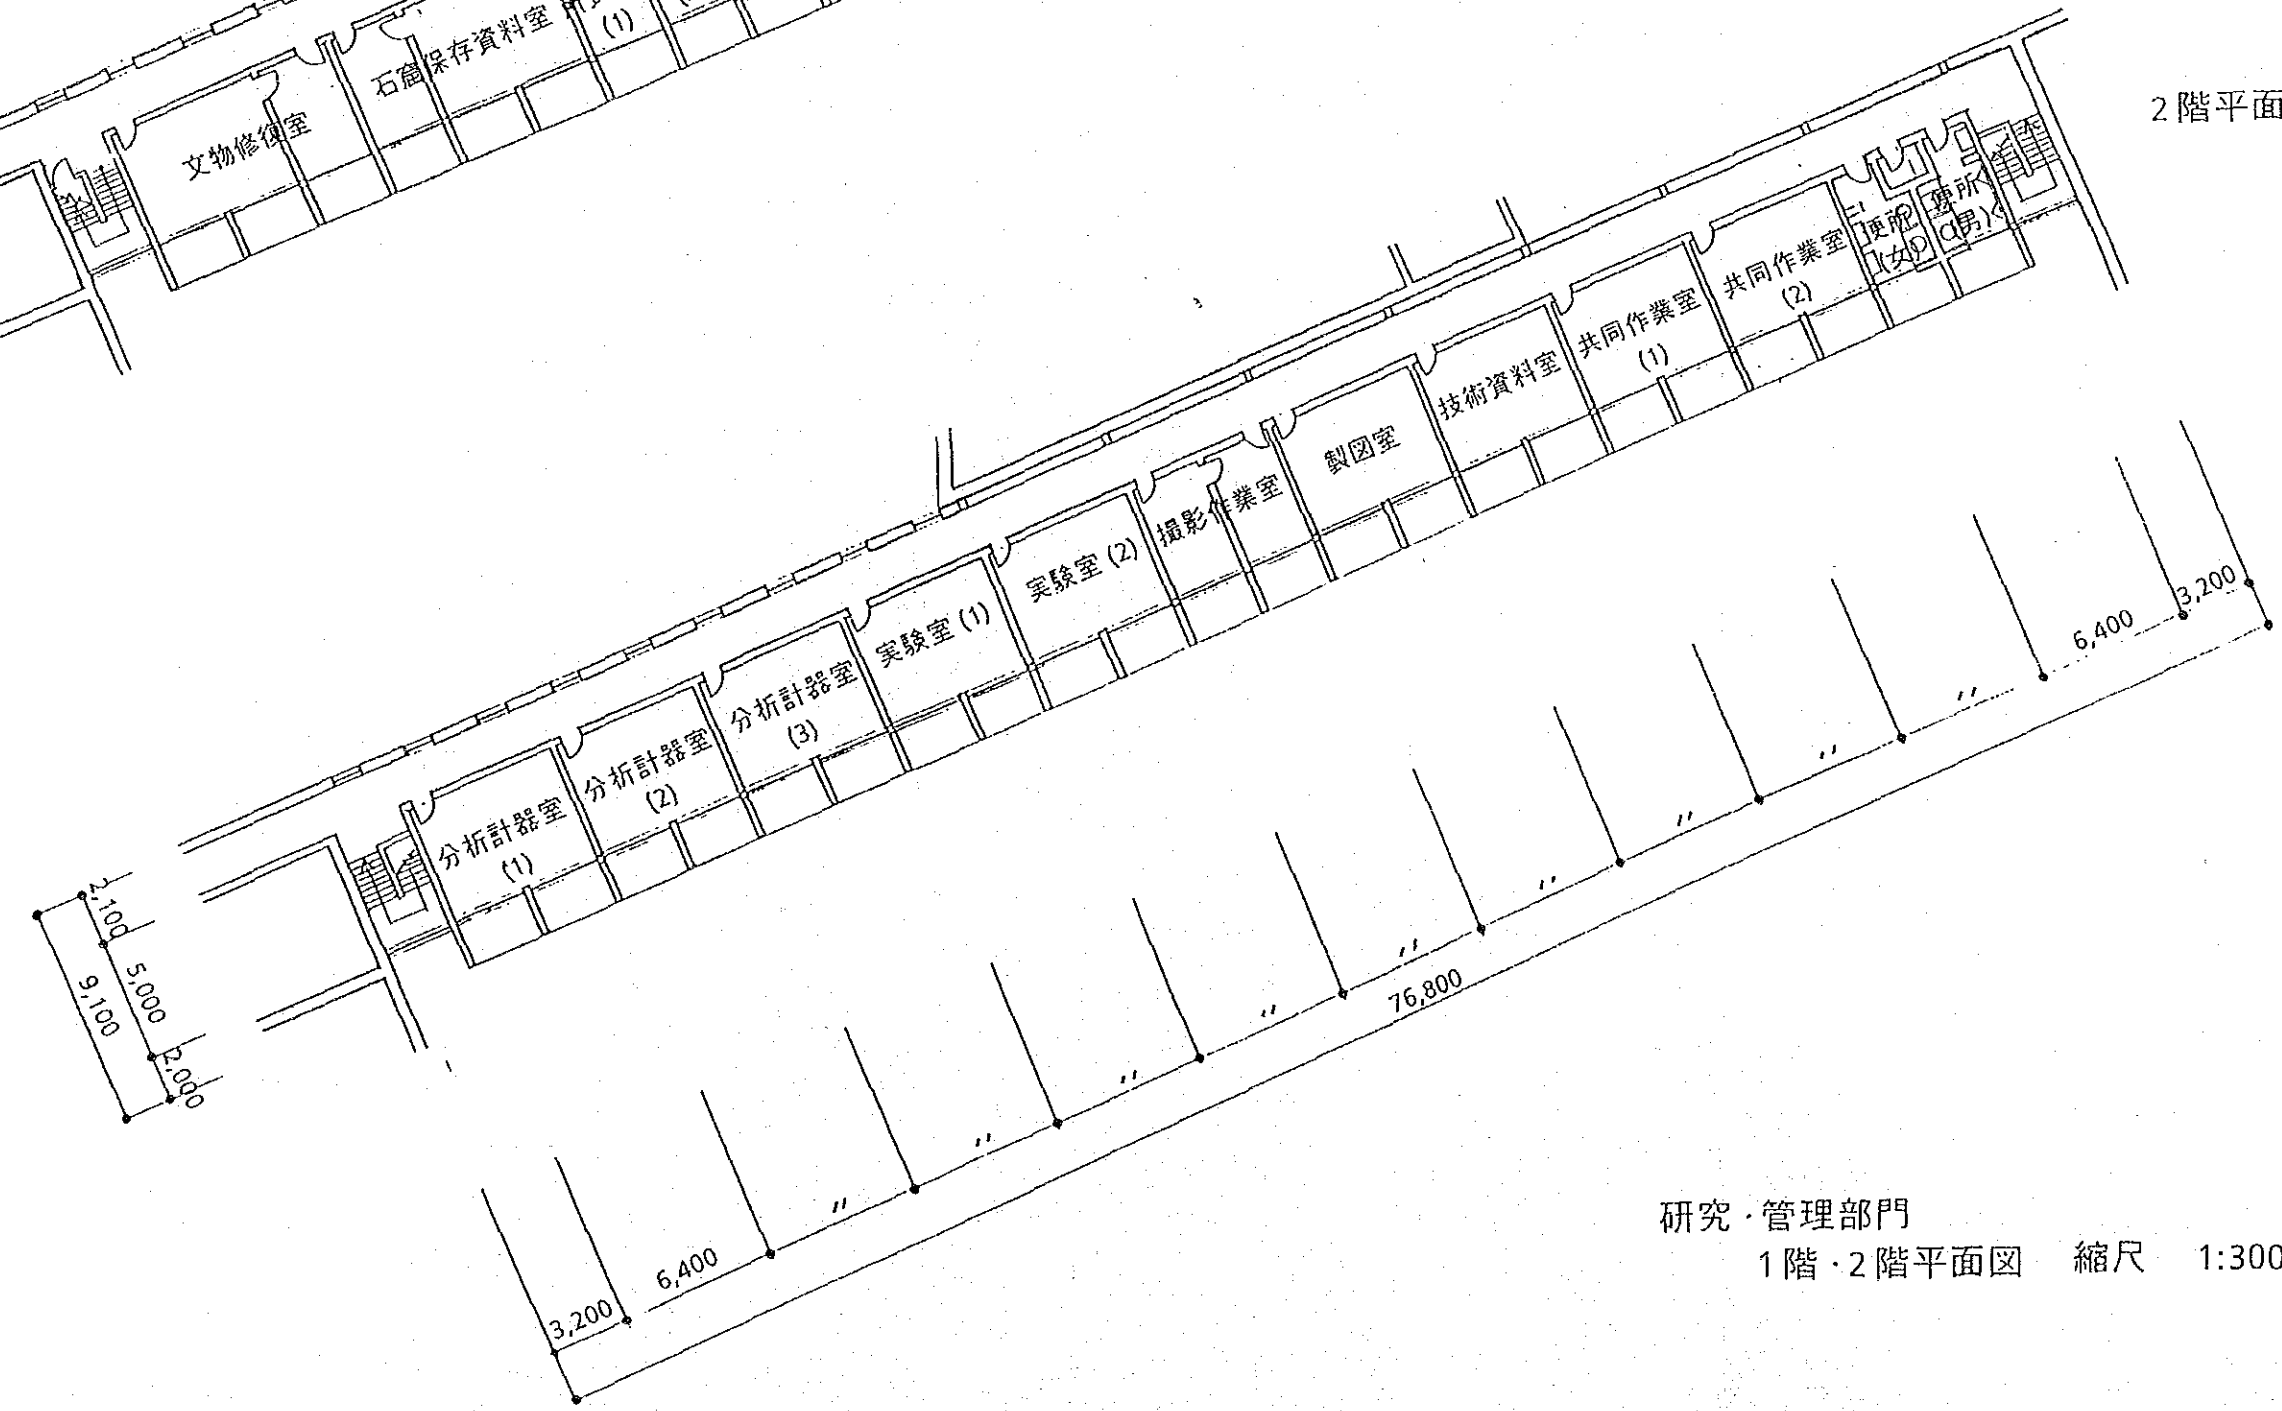 石窟保存資料室
(1)
文物修復室
2階平面
便所
(男)
便所
(女)
共同作業室
(2)
共同作業室
(1)
技術資料室
製図室
撮影作業室
実験室(2)
実験室(1)
分析計器室
(3)
分析計器室
(2)
分析計器室
(1)
2,100
5,000
2,000
9,100
3,200
6,400
〃
〃
〃
〃
〃
〃
〃
〃
〃
6,400
3,200
76,800
研究・管理部門
1階・2階平面図 縮尺 1:300